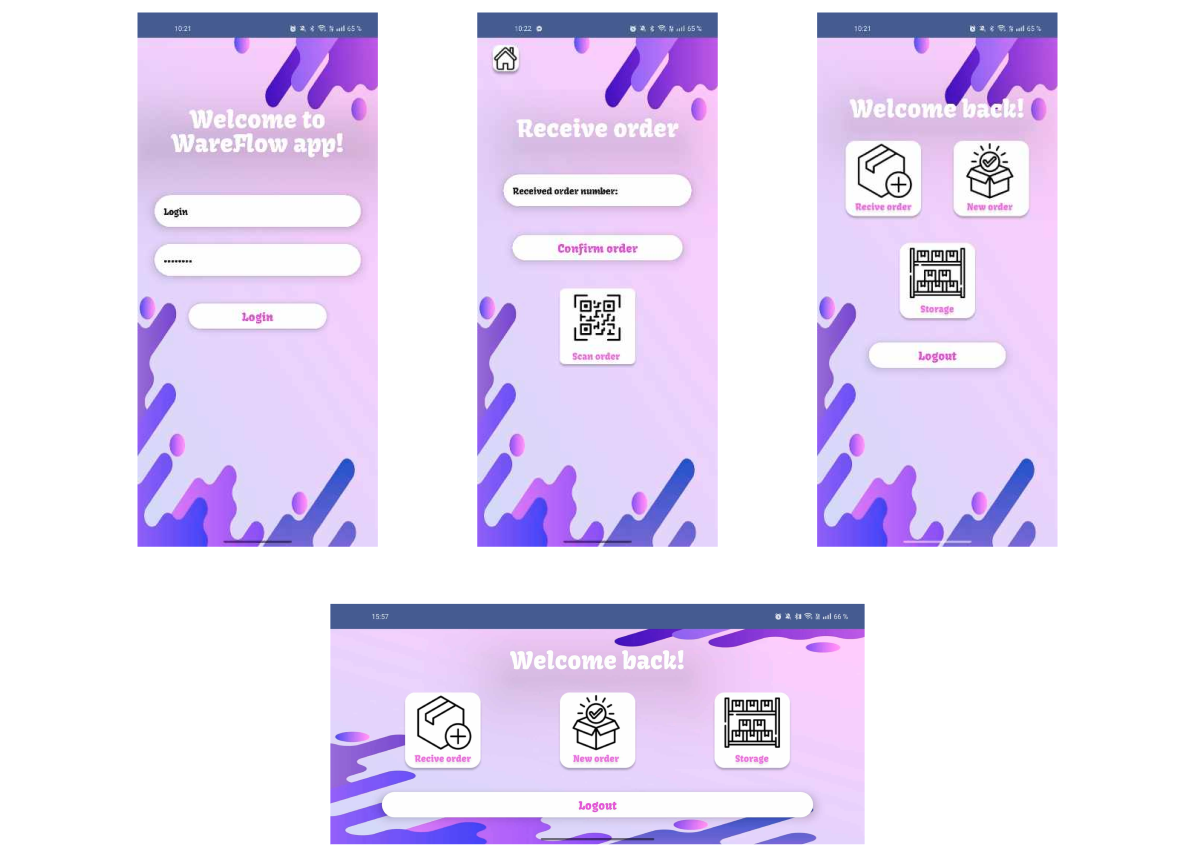 10:21
65 %
Welcome to
WareFlow app!
Login
••••••••
Login
10:22
65 %
Receive order
Received order number:
Confirm order
Scan order
10:21
65 %
Welcome back!
Recive order
New order
Storage
Logout
15:57
66 %
Welcome back!
Recive order
New order
Storage
Logout